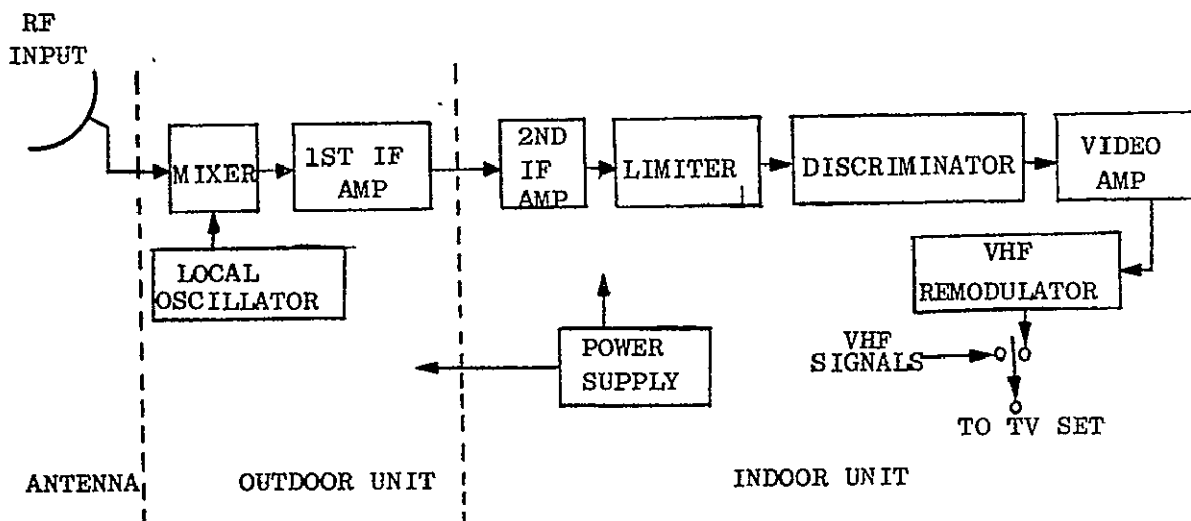 RF
INPUT
MIXER
1ST IF
AMP
2ND
IF
AMP
LIMITER
DISCRIMINATOR
VIDEO
AMP
LOCAL
OSCILLATOR
VHF
REMODULATOR
POWER
SUPPLY
VHF
SIGNALS
TO TV SET
ANTENNA
OUTDOOR UNIT
INDOOR UNIT